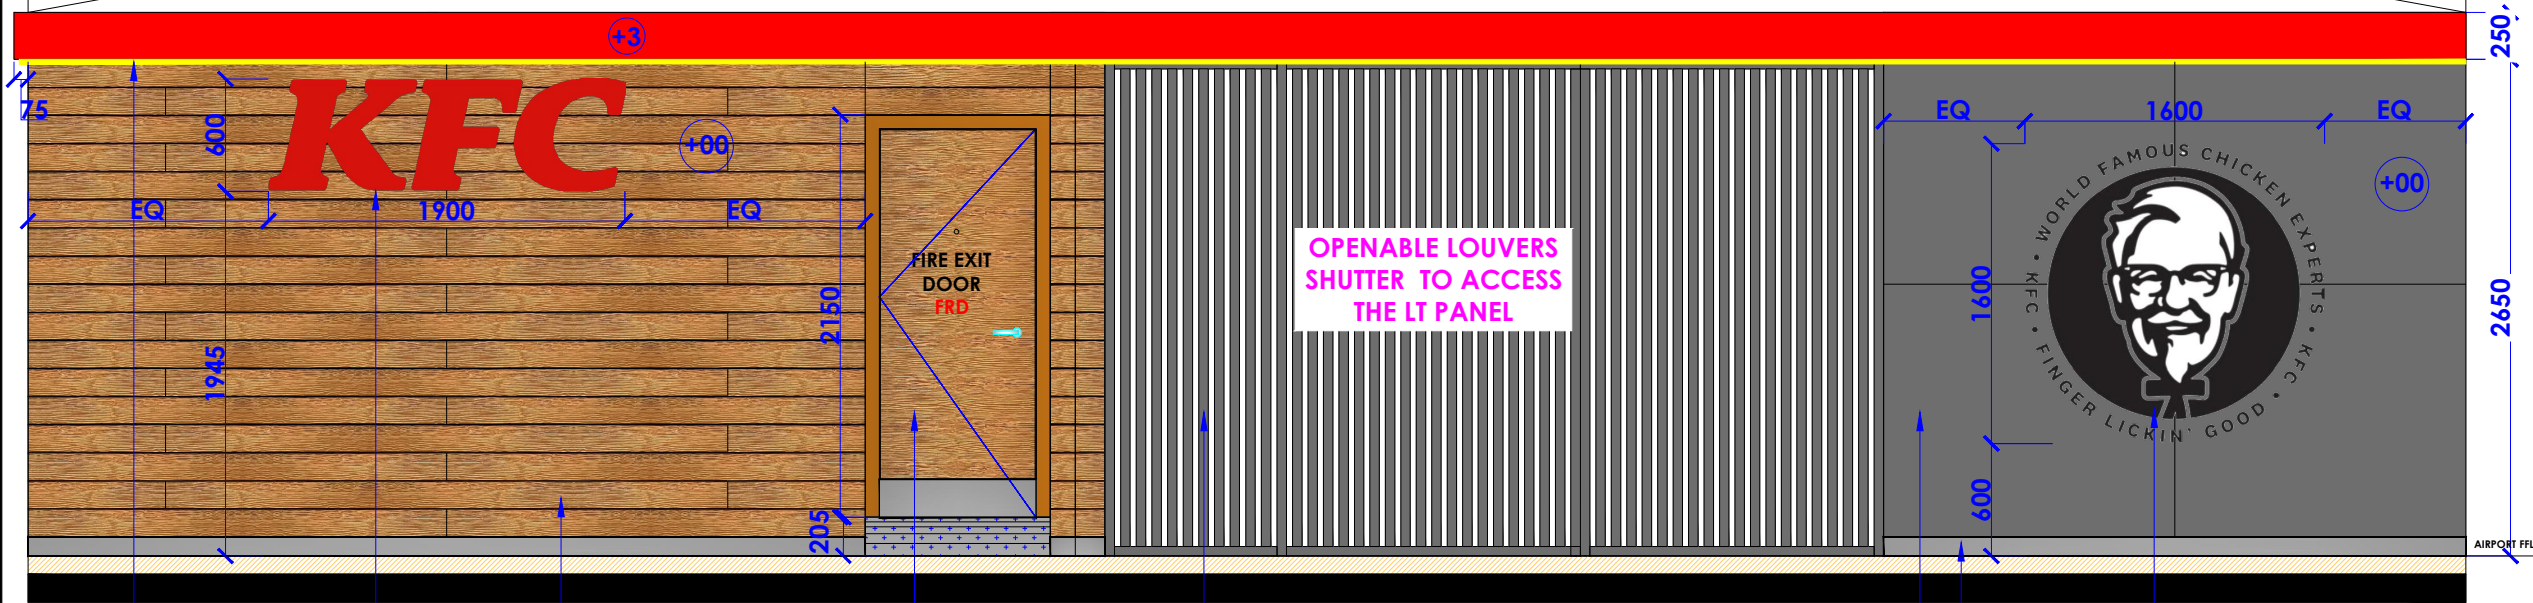 +3
250
75
600
KFC
+00
EQ
1900
EQ
1945
2150
205
FIRE EXIT
DOOR
FRD
OPENABLE LOUVERS
SHUTTER TO ACCESS
THE LT PANEL
EQ
1600
EQ
+00
1600
600
WORLD FAMOUS CHICKEN EXPERTS • KFC • FINGER LICKIN' GOOD • KFC •
2650
AIRPORT FFL